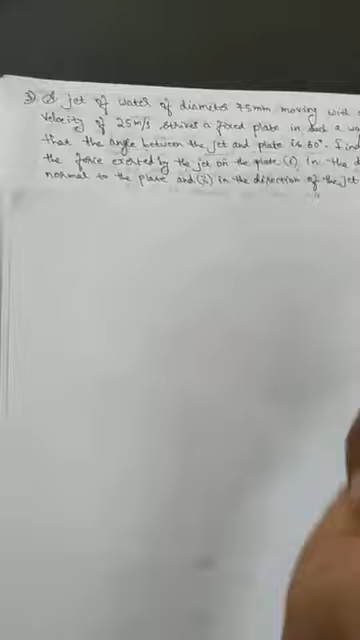 ③ A jet of water of diameter 75mm moving with
Velocity of 25m/s strikes a fixed plate in such a
that the angle between the jet and plate is 60°. Find
the force exerted by the jet on the plate (i) in the
normal to the plate and (ii) in the direction of the jet